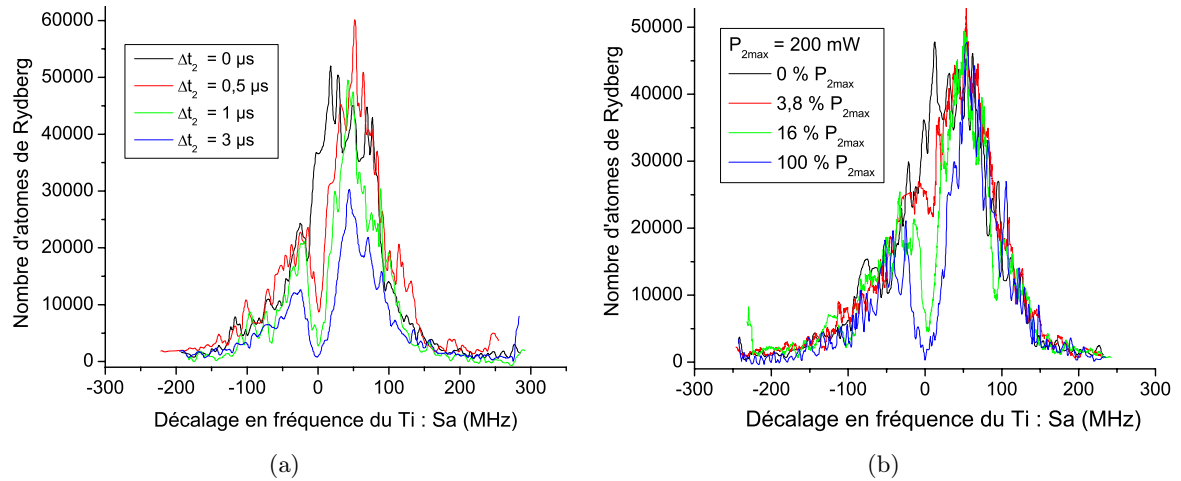 60000
50000
40000
30000
20000
10000
0
Nombre d'atomes de Rydberg
Δt2 = 0 µs
Δt2 = 0,5 µs
Δt2 = 1 µs
Δt2 = 3 µs
-300 -200 -100 0 100 200 300
Décalage en fréquence du Ti : Sa (MHz)
(a)
50000
40000
30000
20000
10000
0
Nombre d'atomes de Rydberg
P2max = 200 mW
0 % P2max
3,8 % P2max
16 % P2max
100 % P2max
-300 -200 -100 0 100 200 300
Décalage en fréquence du Ti : Sa (MHz)
(b)